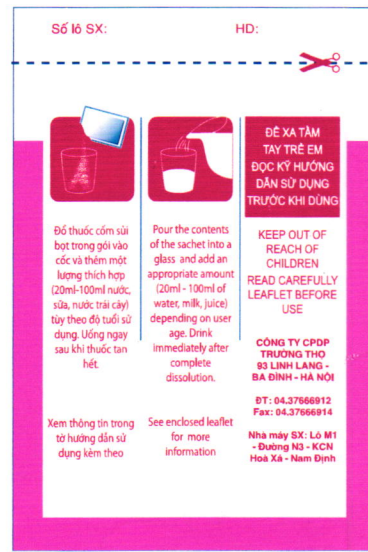 Số lô SX: HD:
Đổ thuốc cốm sủi
bọt trong gói vào
cốc và thêm một
lượng thích hợp
(20ml-100ml nước,
sữa, nước trái cây)
tùy theo độ tuổi sử
dụng. Uống ngay
sau khi thuốc tan
hết.
Xem thông tin trong
tờ hướng dẫn sử
dụng kèm theo
Pour the contents
of the sachet into a
glass and add an
appropriate amount
(20ml - 100ml of
water, milk, juice)
depending on user
age. Drink
immediately after
complete
dissolution.
See enclosed leaflet
for more
information
ĐỂ XA TẦM
TAY TRẺ EM
ĐỌC KỸ HƯỚNG
DẪN SỬ DỤNG
TRƯỚC KHI DÙNG
KEEP OUT OF
REACH OF
CHILDREN
READ CAREFULLY
LEAFLET BEFORE
USE
CÔNG TY CPDP
TRƯỜNG THỌ
93 LINH LANG -
BA ĐÌNH - HÀ NỘI
ĐT: 04.37666912
Fax: 04.37666914
Nhà máy SX: Lô M1
- Đường N3 - KCN
Hoà Xá - Nam Định